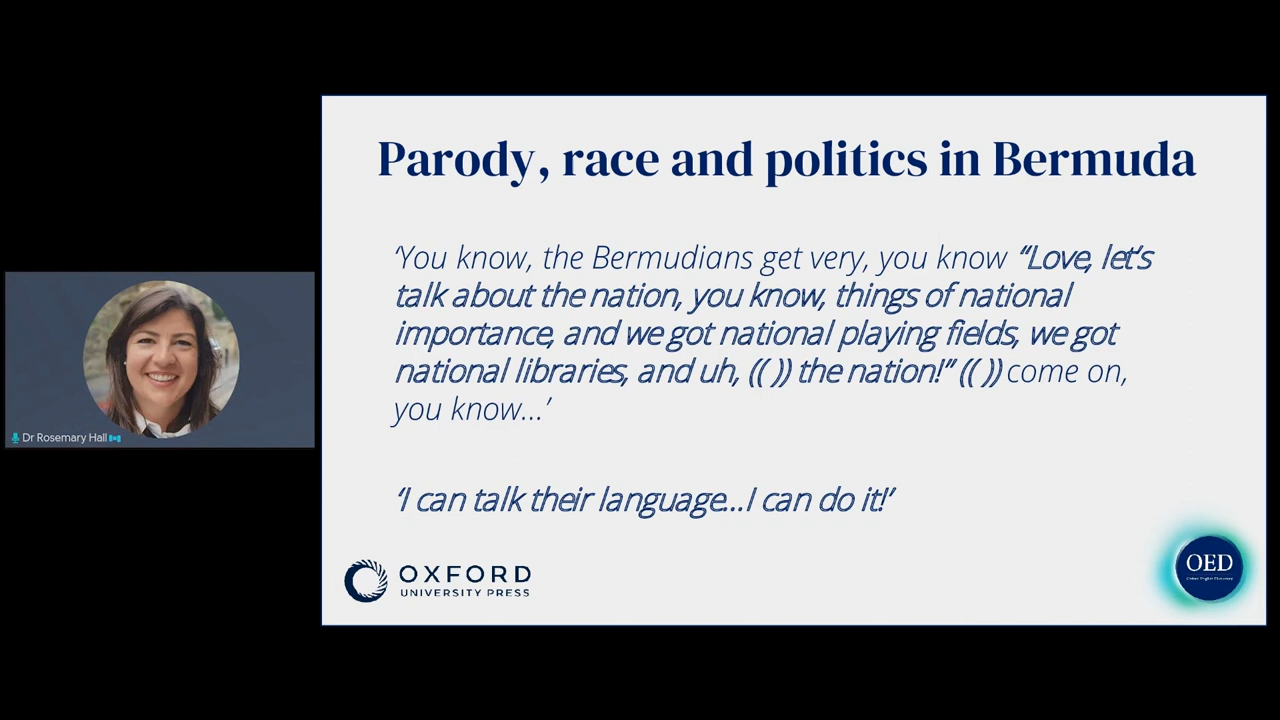 Parody, race and politics in Bermuda
‘You know, the Bermudians get very, you know “Love, let’s
talk about the nation, you know, things of national
importance, and we got national playing fields, we got
national libraries, and uh, (( )) the nation!” (( )) come on,
you know…’
‘I can talk their language…I can do it!’
Dr Rosemary Hall
OXFORD
UNIVERSITY PRESS
OED
Oxford English Dictionary